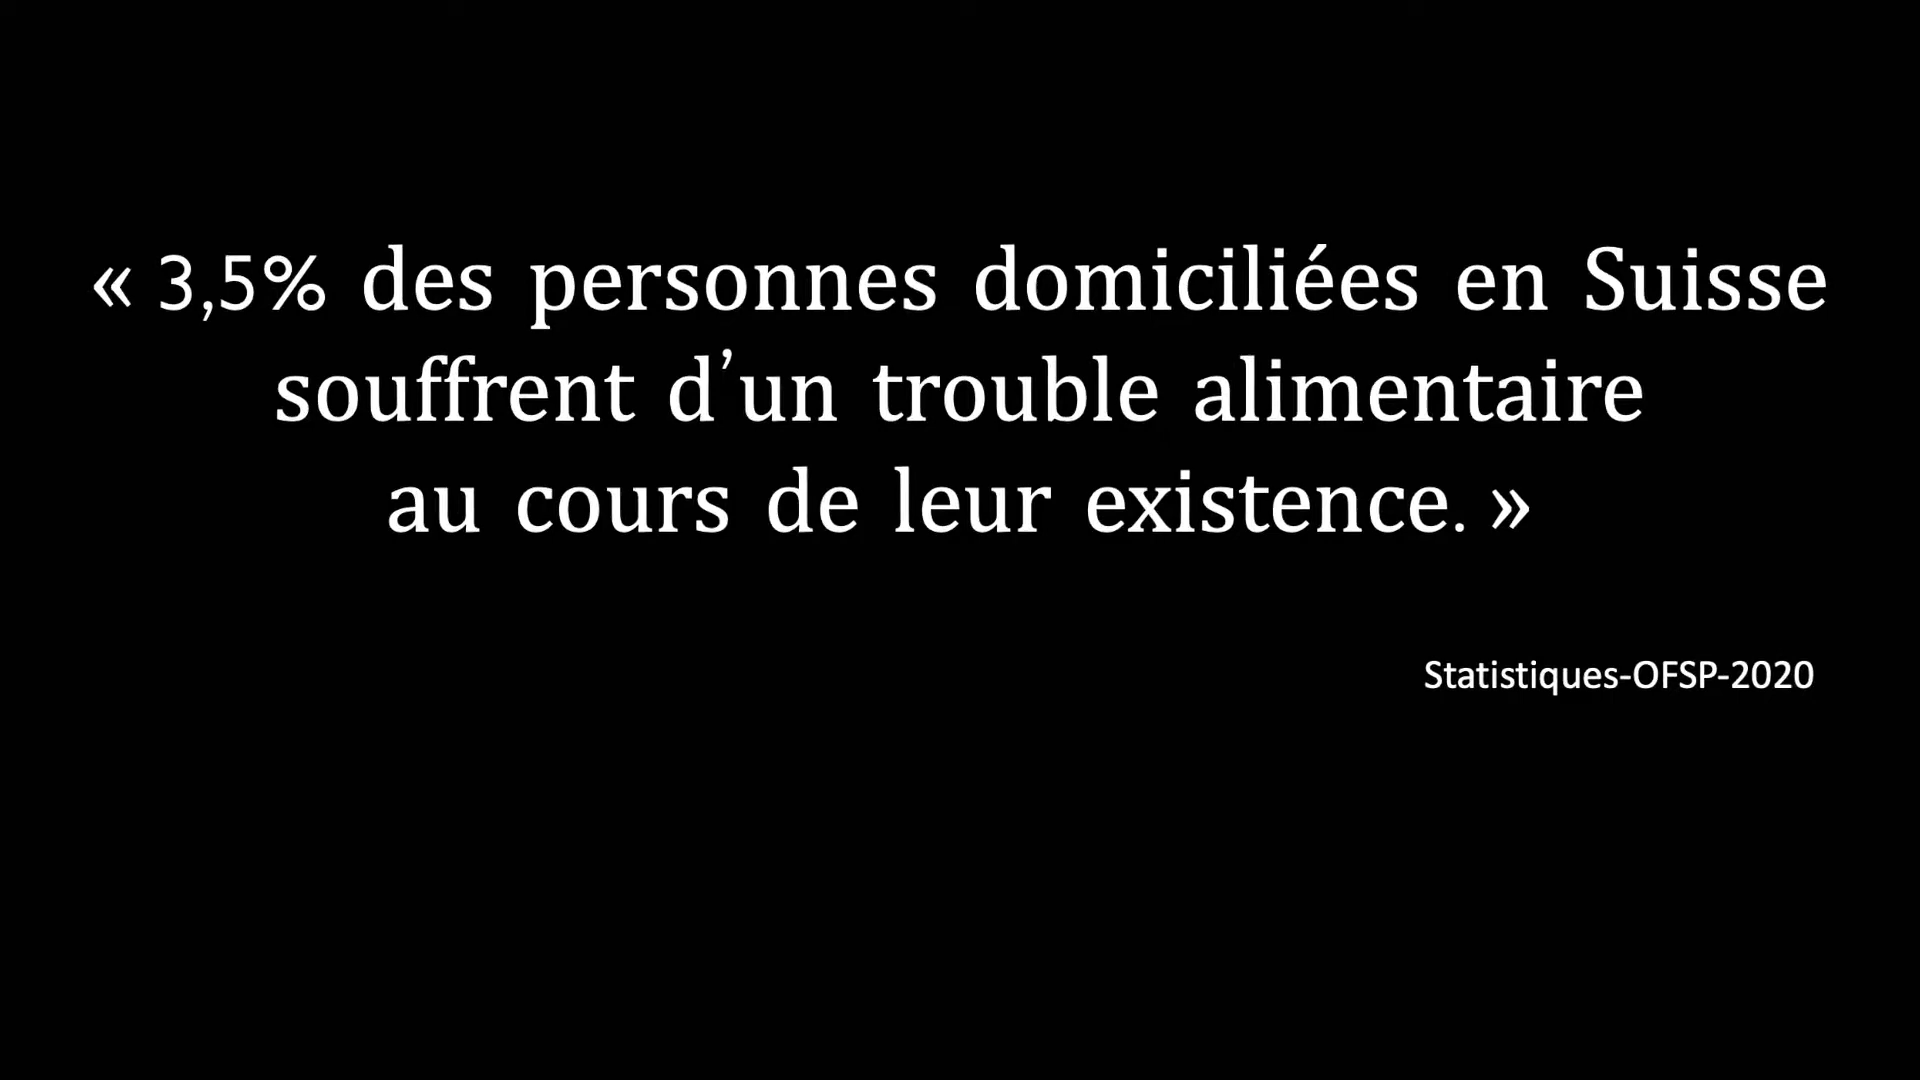 « 3,5% des personnes domiciliées en Suisse
souffrent d’un trouble alimentaire
au cours de leur existence. »
Statistiques-OFSP-2020